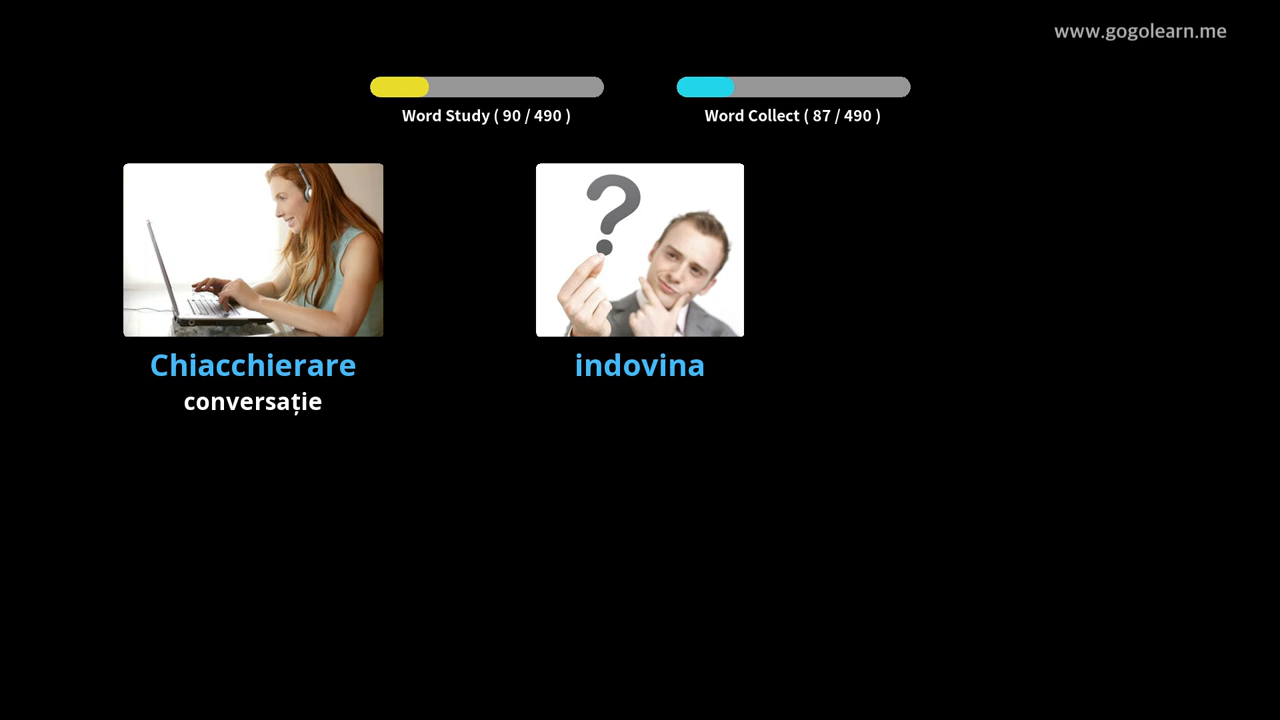 www.gogolearn.me
Word Study ( 90 / 490 )
Word Collect ( 87 / 490 )
Chiacchierare
conversație
indovina